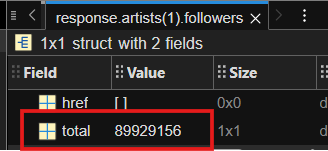 response.artists(1).followers
1x1 struct with 2 fields
Field Value Size
href [ ] 0x0 d
total 89929156 1x1 d